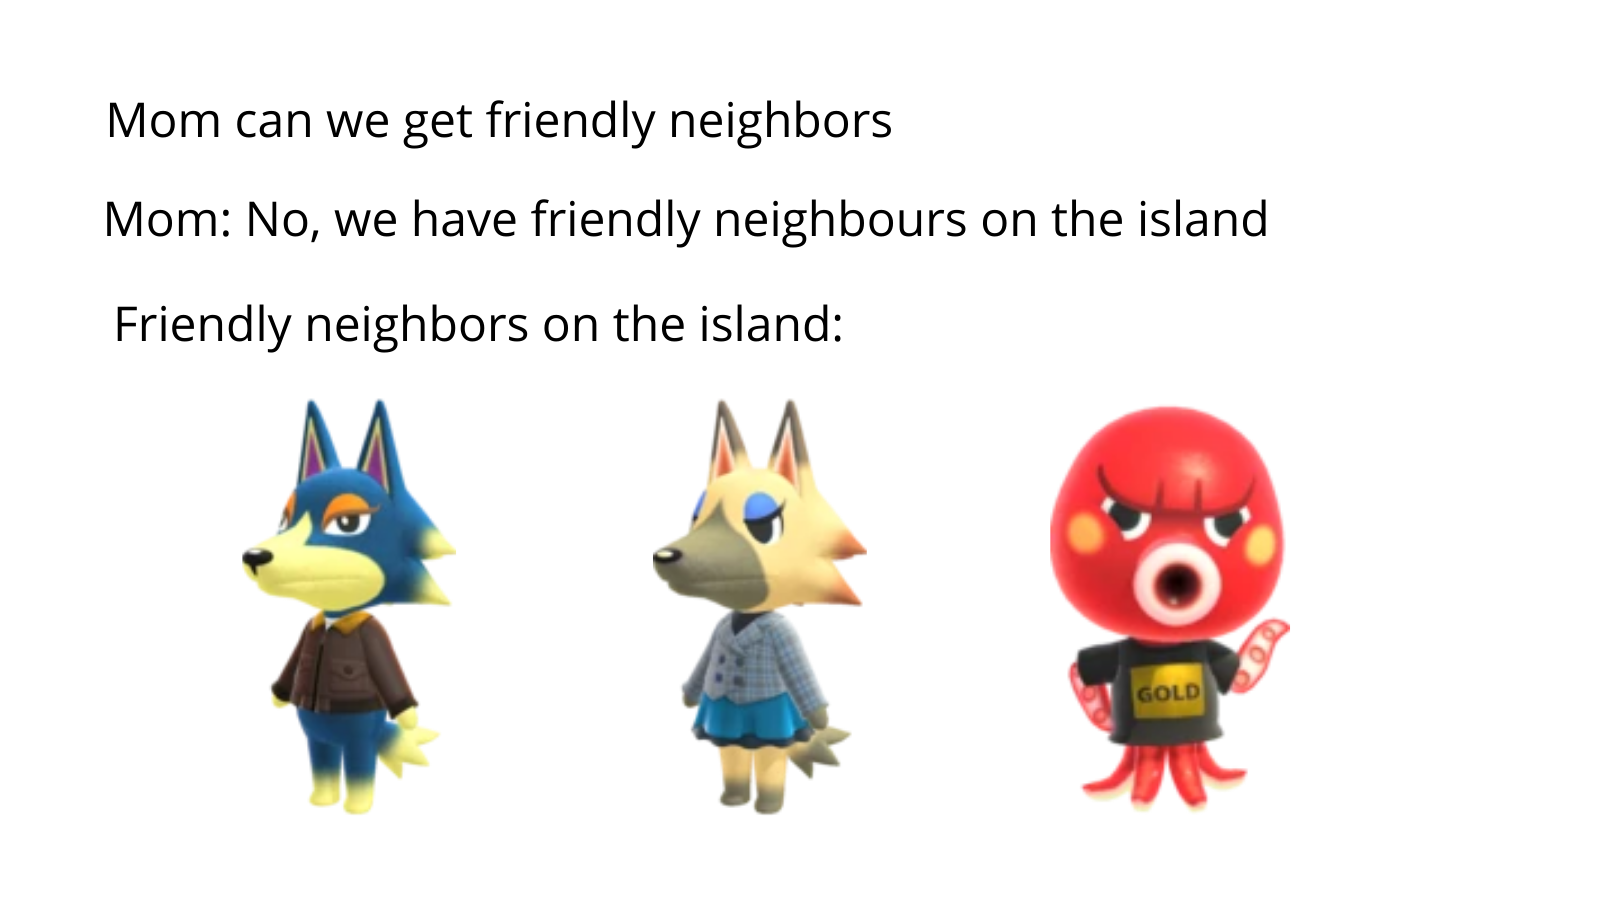 Mom can we get friendly neighbors
Mom: No, we have friendly neighbours on the island
Friendly neighbors on the island:
GOLD